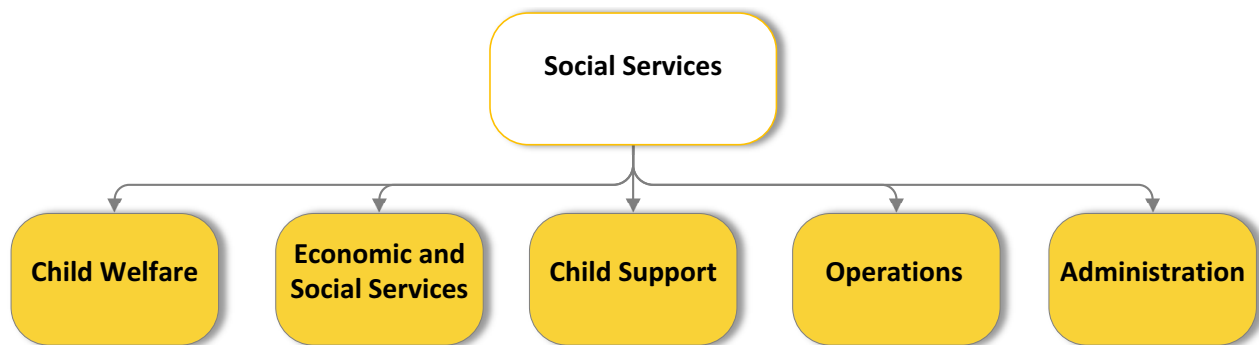 Social Services
Child Welfare
Economic and
Social Services
Child Support
Operations
Administration